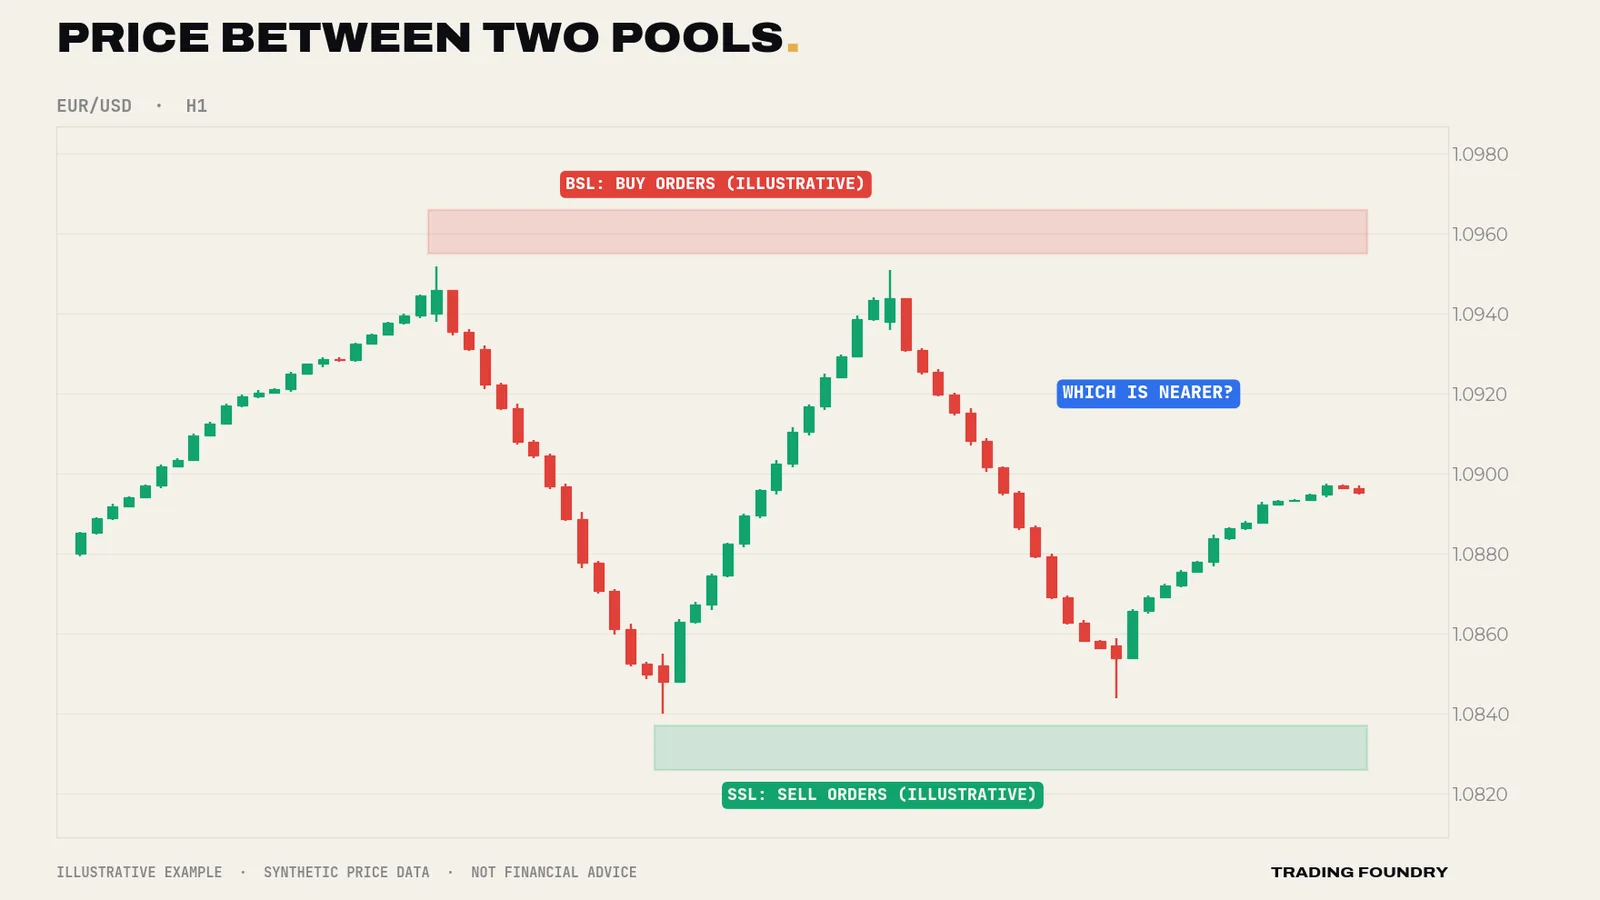 PRICE BETWEEN TWO POOLS.
EUR/USD · H1
1.0980
BSL: BUY ORDERS (ILLUSTRATIVE)
1.0960
1.0940
WHICH IS NEARER?
1.0920
1.0900
1.0880
1.0860
1.0840
SSL: SELL ORDERS (ILLUSTRATIVE)
1.0820
ILLUSTRATIVE EXAMPLE · SYNTHETIC PRICE DATA · NOT FINANCIAL ADVICE
TRADING FOUNDRY